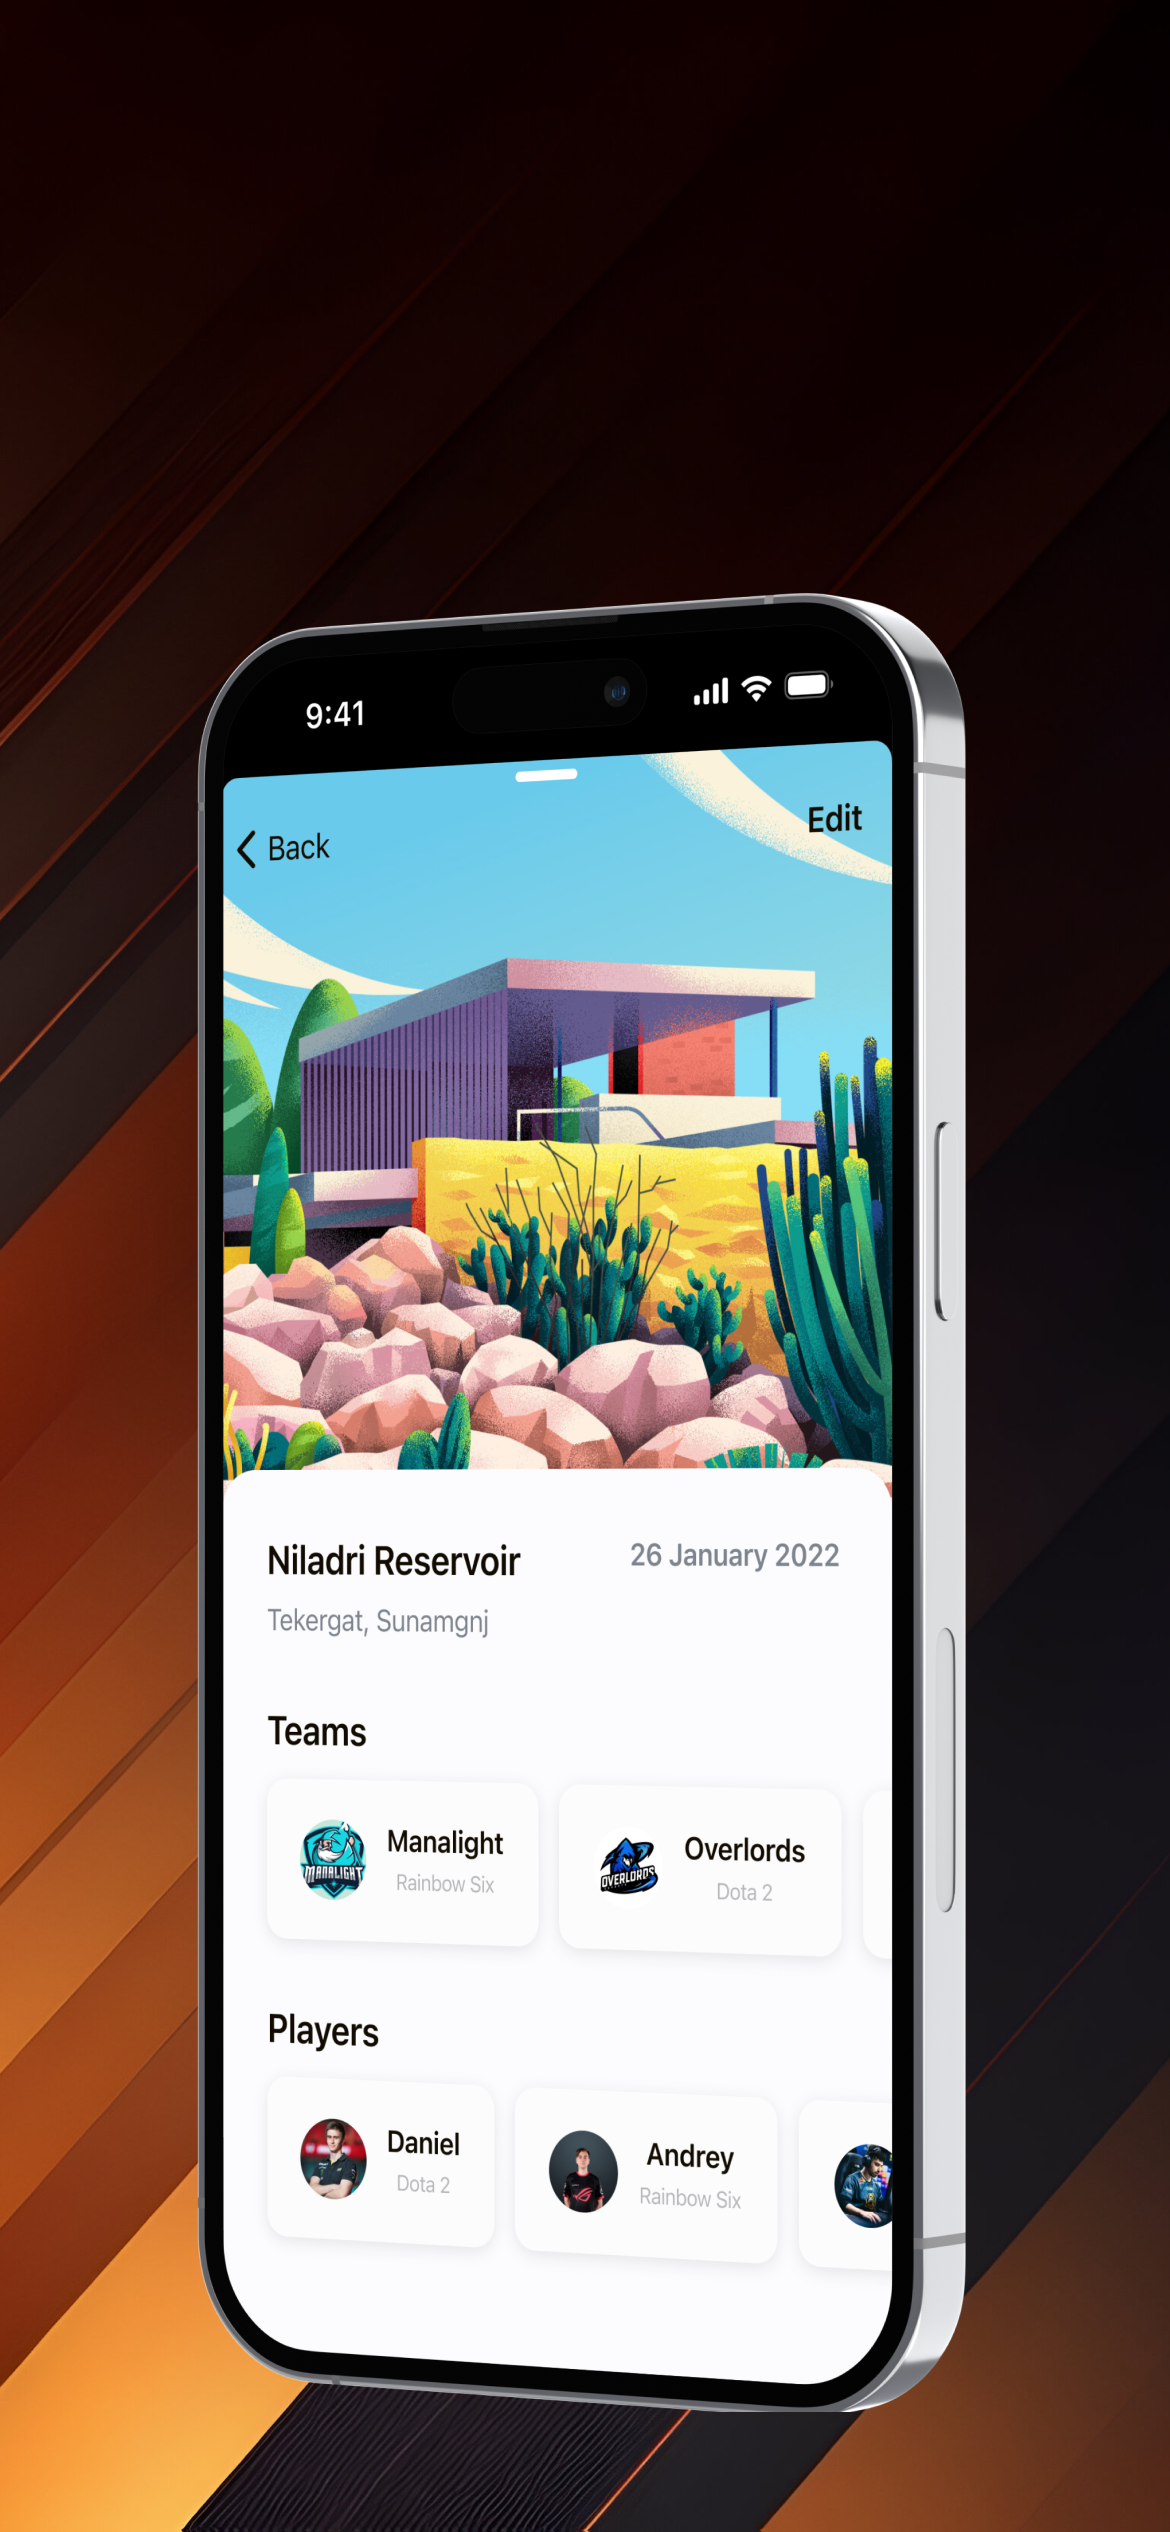 9:41
Back
Edit
Niladri Reservoir
26 January 2022
Tekergat, Sunamgnj
Teams
MANALIGHT
Manalight
Rainbow Six
OVERLORDS
Overlords
Dota 2
Players
Daniel
Dota 2
Andrey
Rainbow Six